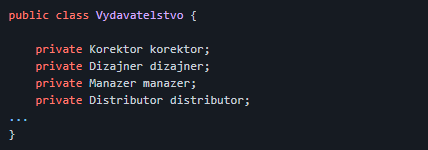 public class Vydavatelstvo {
private Korektor korektor;
private Dizajner dizajner;
private Manazer manazer;
private Distributor distributor;
...
}